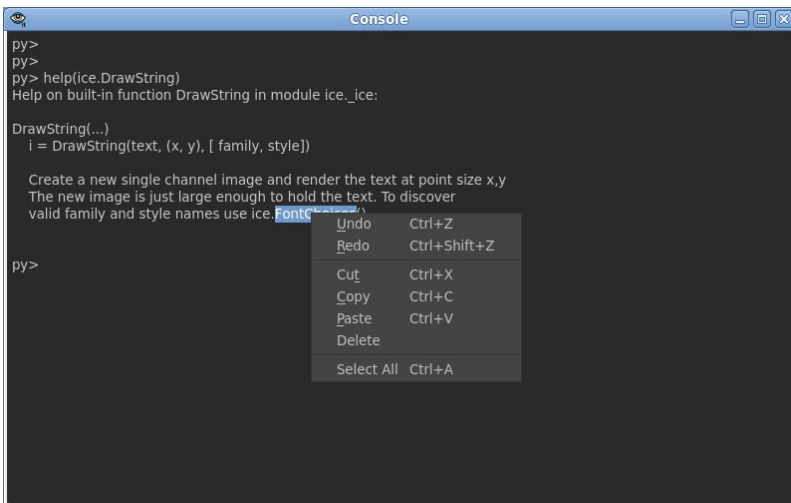 Console
py>
py>
py> help(ice.DrawString)
Help on built-in function DrawString in module ice._ice:
DrawString(...)
i = DrawString(text, (x, y), [ family, style])
Create a new single channel image and render the text at point size x,y
The new image is just large enough to hold the text. To discover
valid family and style names use ice.FontChoices()
py>
Undo Ctrl+Z
Redo Ctrl+Shift+Z
Cut Ctrl+X
Copy Ctrl+C
Paste Ctrl+V
Delete
Select All Ctrl+A